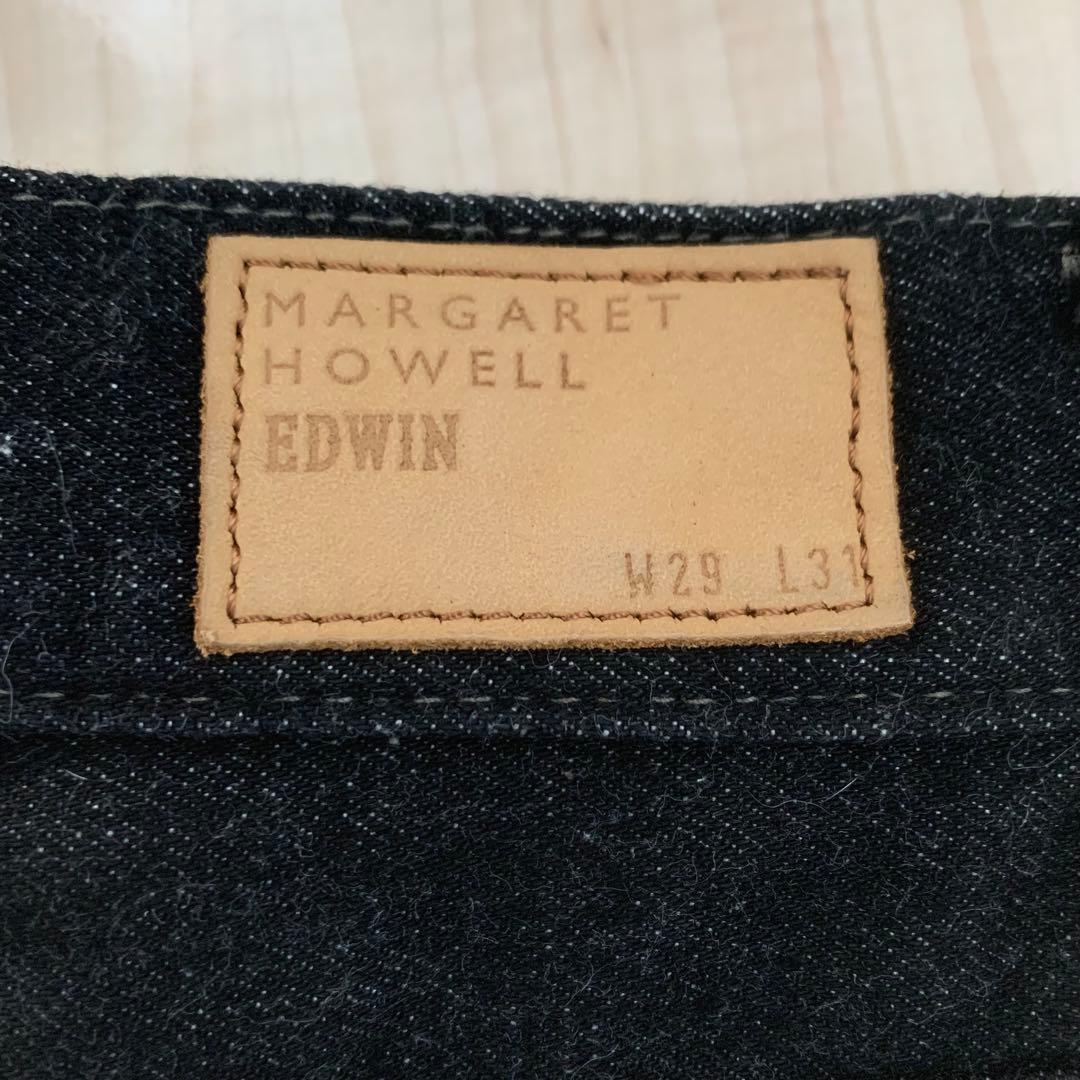 MARGARET
HOWELL
EDWIN
W29 L31